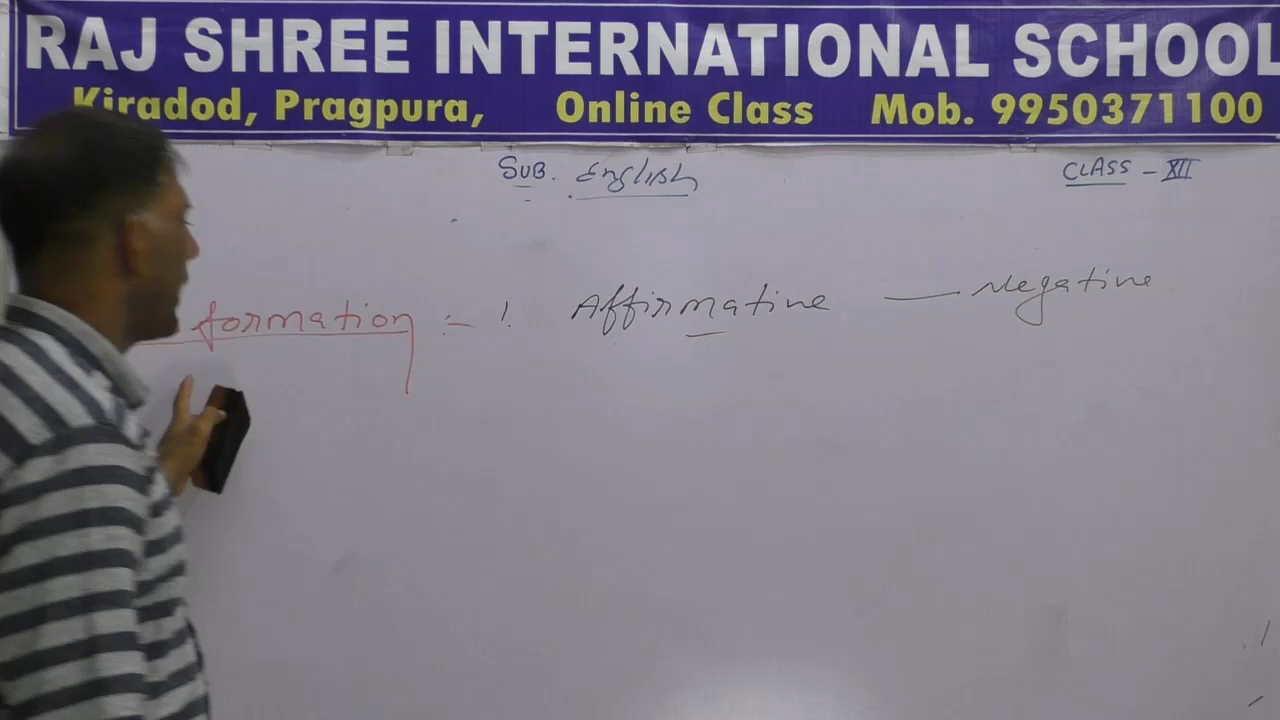 RAJ SHREE INTERNATIONAL SCHOOL
Kiradod, Pragpura, Online Class Mob. 9950371100
SUB. English CLASS - XII
formation :- 1 Affirmative — Negative